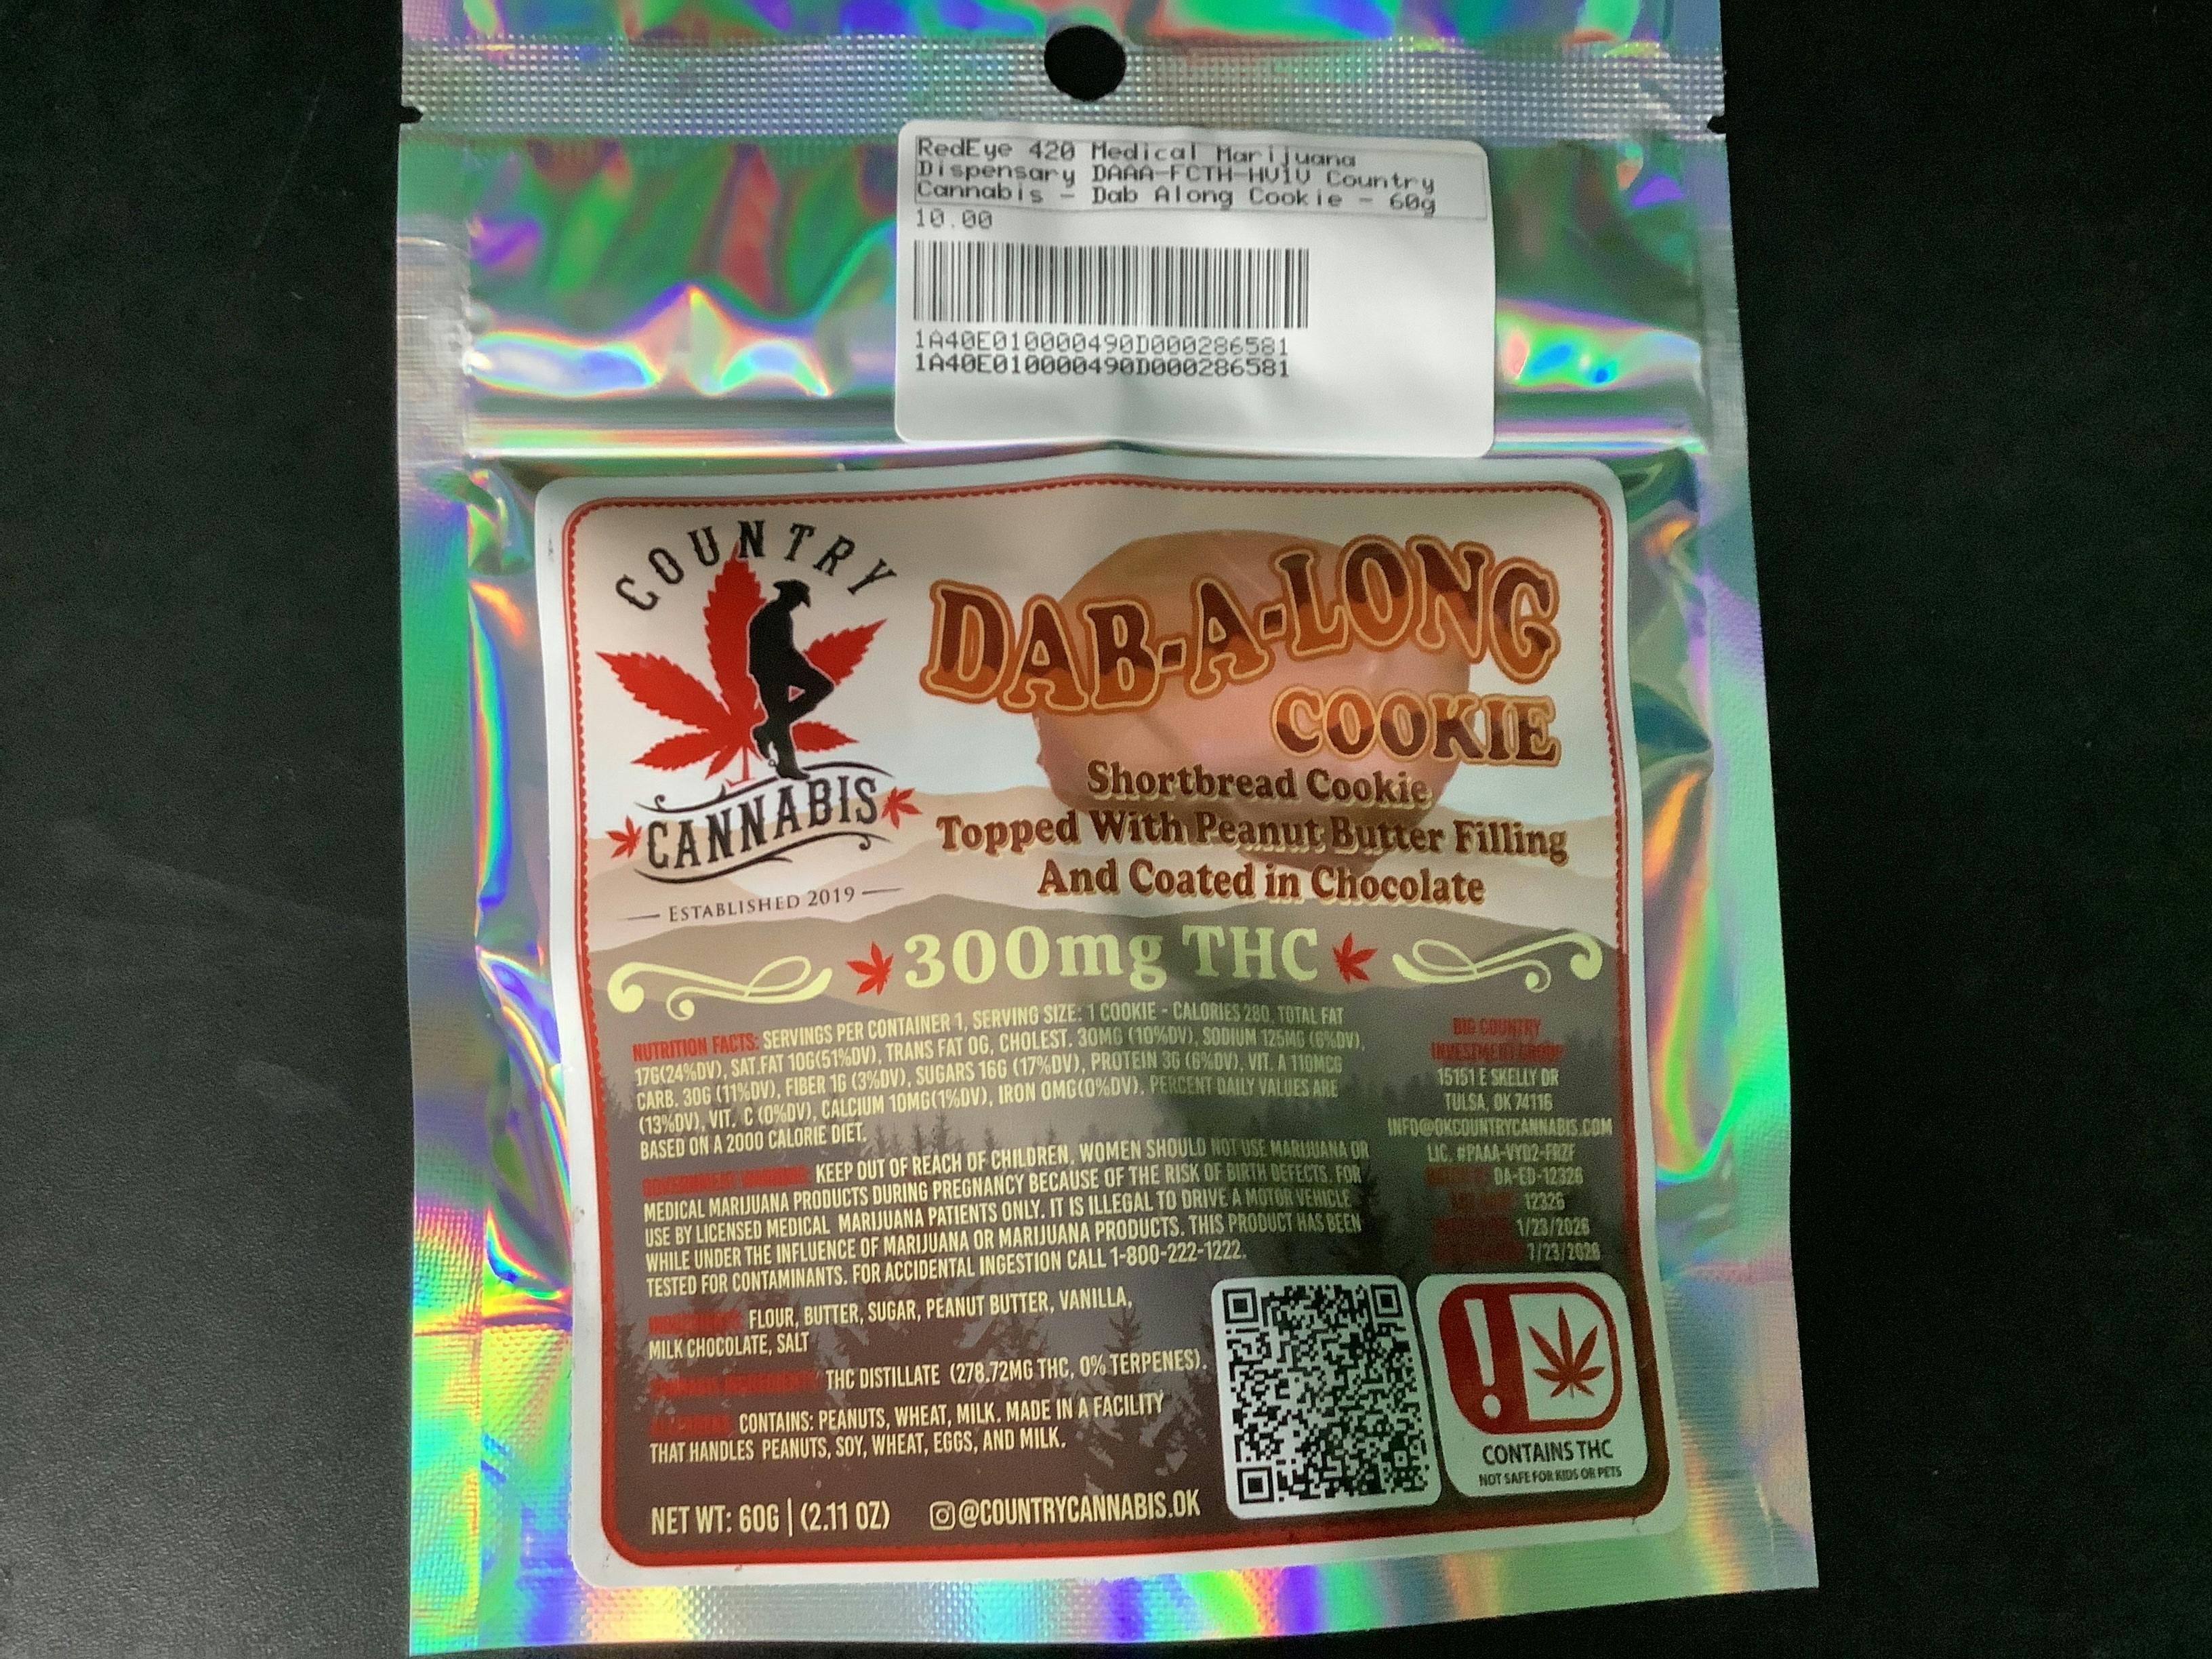 RedEye 420 Medical Marijuana
Dispensary DAAA-FCTH-HV1V Country
Cannabis - Dab Along Cookie - 60g
10.00
1A40E010000490D000286581
1A40E010000490D000286581
COUNTRY
CANNABIS
ESTABLISHED 2019
DAB-A-LONG
COOKIE
Shortbread Cookie
Topped With Peanut Butter Filling
And Coated in Chocolate
300mg THC
NUTRITION FACTS: SERVINGS PER CONTAINER 1, SERVING SIZE: 1 COOKIE - CALORIES 280, TOTAL FAT
17G(24%DV), SAT.FAT 10G(51%DV), TRANS FAT 0G, CHOLEST. 30MG (10%DV), SODIUM 125MG (6%DV),
CARB. 30G (11%DV), FIBER 1G (3%DV), SUGARS 16G (17%DV), PROTEIN 3G (6%DV), VIT. A 110MCG
(13%DV), VIT. C (0%DV), CALCIUM 10MG(1%DV), IRON 0MG(0%DV). PERCENT DAILY VALUES ARE
BASED ON A 2000 CALORIE DIET.
GOVERNMENT WARNING: KEEP OUT OF REACH OF CHILDREN. WOMEN SHOULD NOT USE MARIJUANA OR
MEDICAL MARIJUANA PRODUCTS DURING PREGNANCY BECAUSE OF THE RISK OF BIRTH DEFECTS. FOR
USE BY LICENSED MEDICAL MARIJUANA PATIENTS ONLY. IT IS ILLEGAL TO DRIVE A MOTOR VEHICLE
WHILE UNDER THE INFLUENCE OF MARIJUANA OR MARIJUANA PRODUCTS. THIS PRODUCT HAS BEEN
TESTED FOR CONTAMINANTS. FOR ACCIDENTAL INGESTION CALL 1-800-222-1222.
FLOUR, BUTTER, SUGAR, PEANUT BUTTER, VANILLA,
MILK CHOCOLATE, SALT
THC DISTILLATE (278.72MG THC, 0% TERPENES).
CONTAINS: PEANUTS, WHEAT, MILK. MADE IN A FACILITY
THAT HANDLES PEANUTS, SOY, WHEAT, EGGS, AND MILK.
NET WT: 60G | (2.11 OZ)
@COUNTRYCANNABIS.OK
BIG COUNTRY
INVESTMENT GROUP
15151 E SKELLY DR
TULSA, OK 74116
INFO@OKCOUNTRYCANNABIS.COM
LIC. #PAAA-VYD2-FRZF
DA-ED-12326
12326
1/23/2026
7/23/2026
CONTAINS THC
NOT SAFE FOR KIDS OR PETS